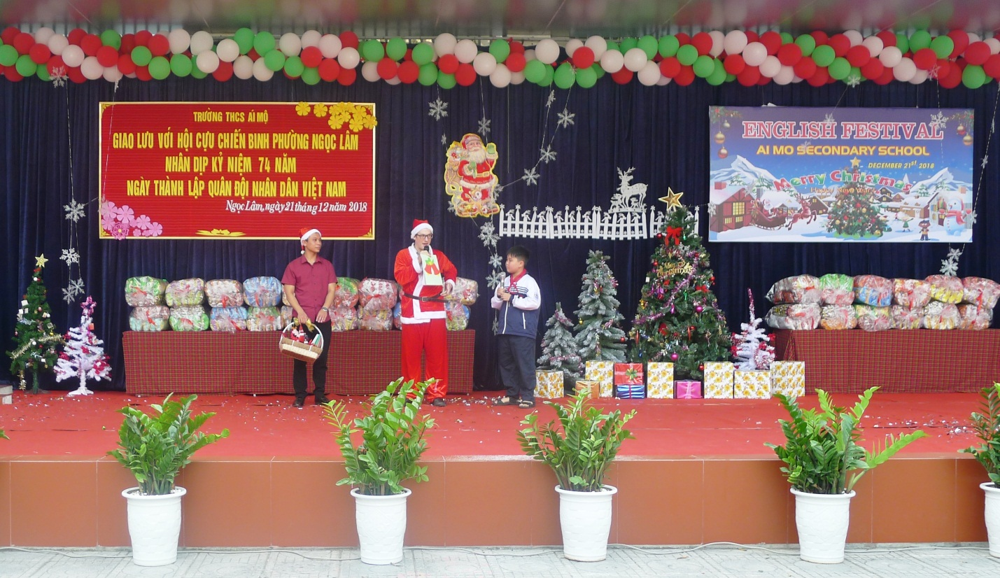 TRƯỜNG THCS ÁI MỘ
GIAO LƯU VỚI HỘI CỰU CHIẾN BINH PHƯỜNG NGỌC LÂM
NHÂN DỊP KỶ NIỆM 74 NĂM
NGÀY THÀNH LẬP QUÂN ĐỘI NHÂN DÂN VIỆT NAM
Ngọc Lâm, ngày 21 tháng 12 năm 2018
ENGLISH FESTIVAL
AI MO SECONDARY SCHOOL
DECEMBER 21st 2018
Merry Christmas
Happy New Year
Merry Christmas